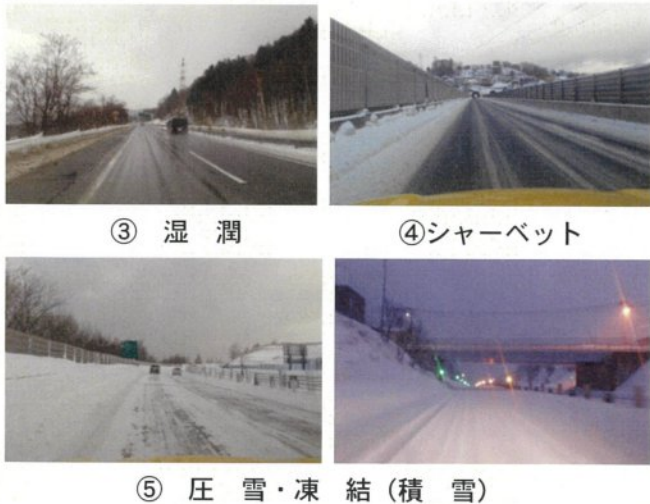 ③ 湿 潤
④シャーベット
⑤ 圧 雪・凍 結（積 雪）